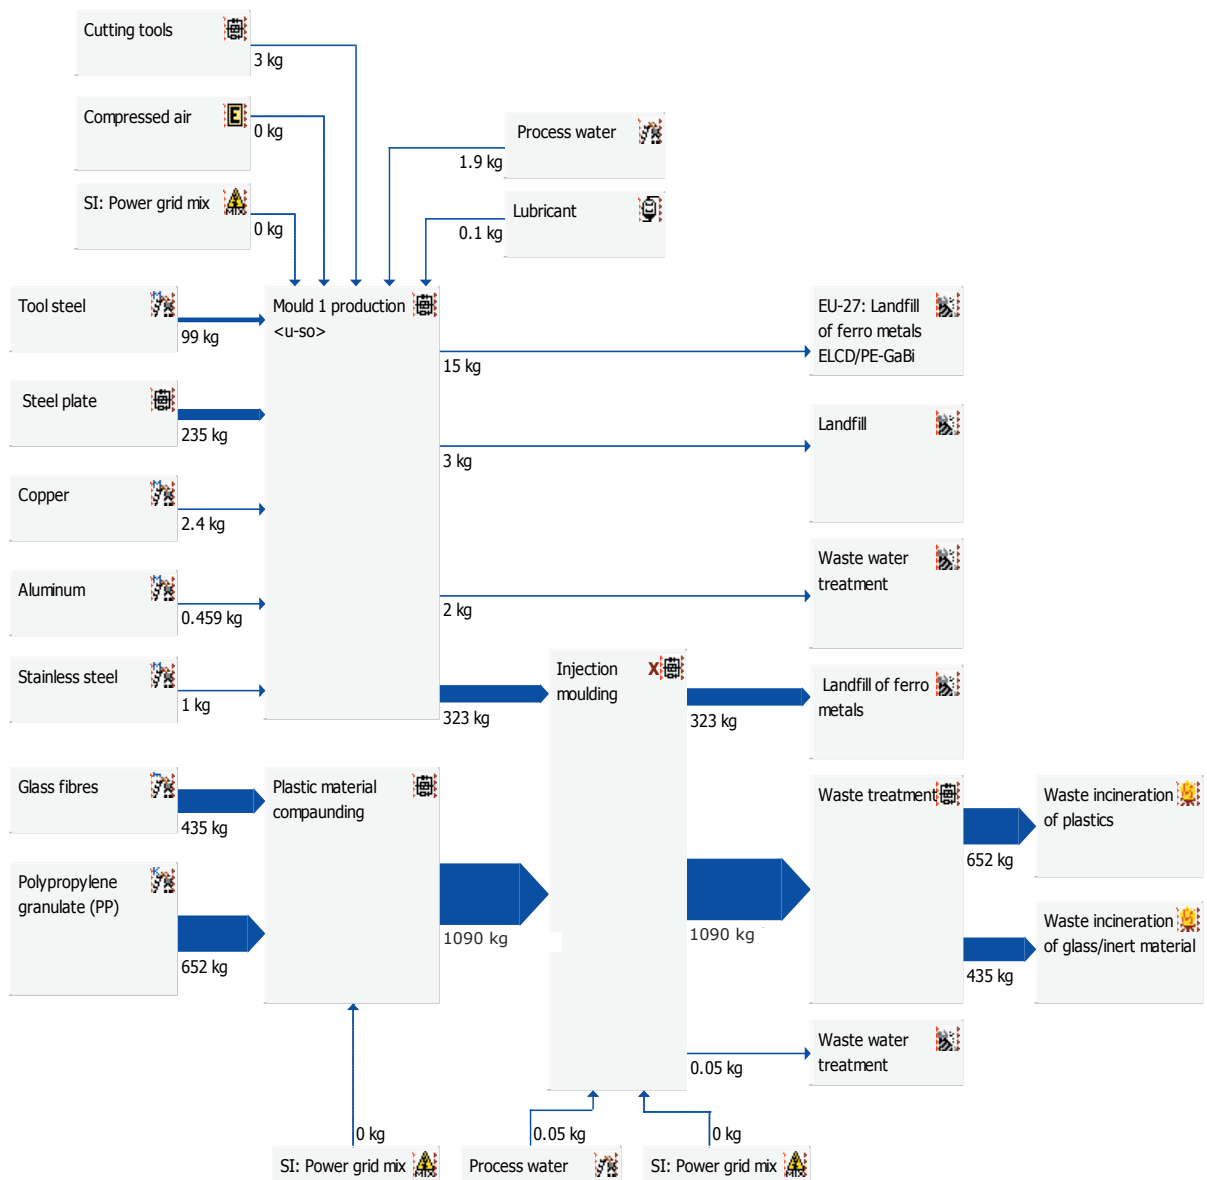 Cutting tools
3 kg
Compressed air
0 kg
SI: Power grid mix
0 kg
Process water
1.9 kg
Lubricant
0.1 kg
Tool steel
99 kg
Steel plate
235 kg
Copper
2.4 kg
Aluminum
0.459 kg
Stainless steel
1 kg
Mould 1 production
<u-so>
15 kg
3 kg
2 kg
323 kg
EU-27: Landfill
of ferro metals
ELCD/PE-GaBi
Landfill
Waste water
treatment
Injection
moulding
323 kg
Landfill of ferro
metals
Glass fibres
435 kg
Polypropylene
granulate (PP)
652 kg
Plastic material
compaunding
1090 kg
1090 kg
Waste treatment
652 kg
Waste incineration
of plastics
435 kg
Waste incineration
of glass/inert material
0.05 kg
Waste water
treatment
0 kg
SI: Power grid mix
0.05 kg
Process water
0 kg
SI: Power grid mix